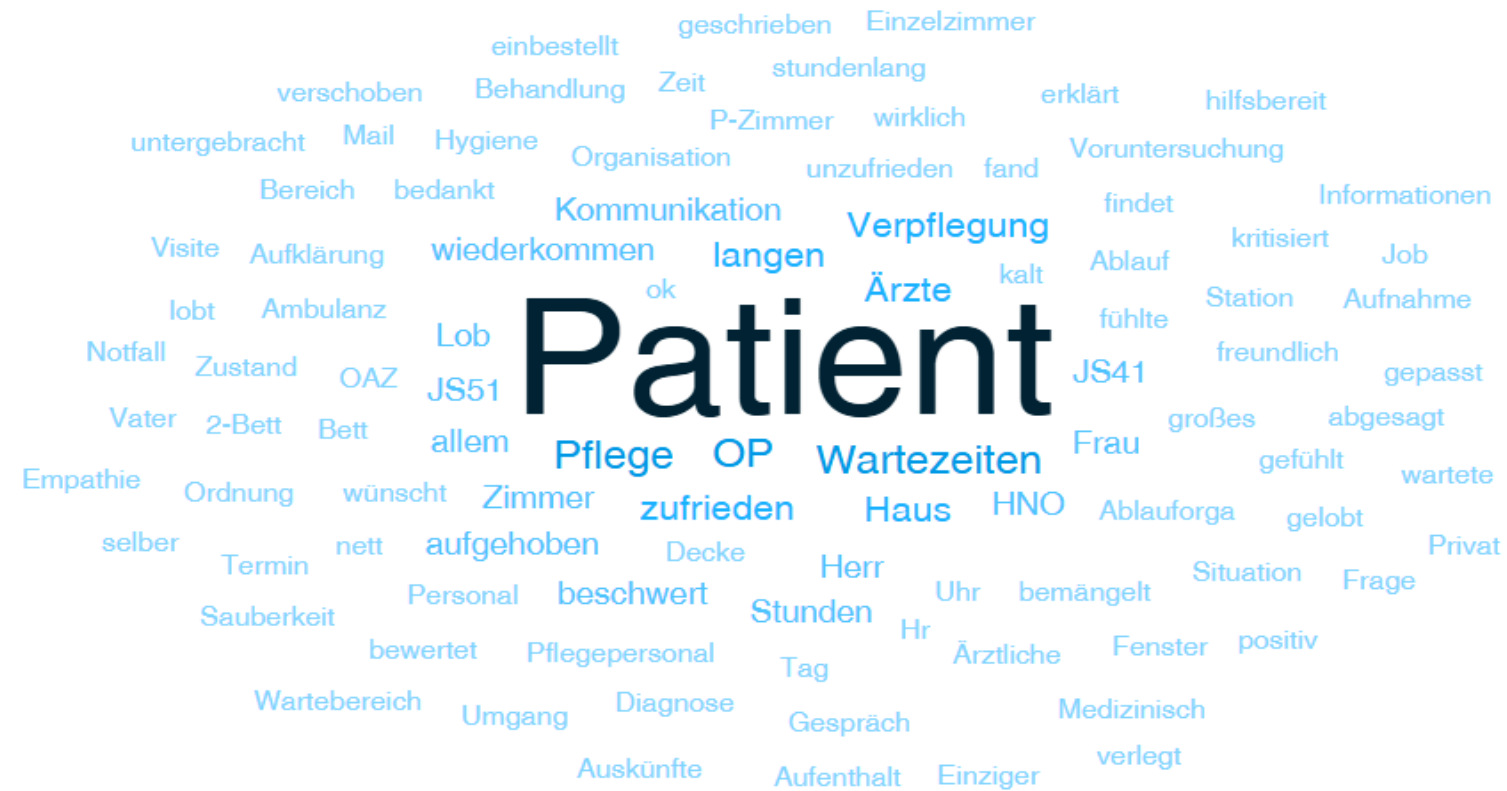 geschrieben Einzelzimmer
einbestellt
stundenlang
verschoben Behandlung Zeit erklärt hilfsbereit
P-Zimmer wirklich
untergebracht Mail Hygiene Organisation Voruntersuchung
unzufrieden fand
Bereich bedankt Informationen
Kommunikation findet
Verpflegung kritisiert
Visite Aufklärung wiederkommen langen Ablauf Job
ok Ärzte kalt Station Aufnahme
lobt Ambulanz fühlte
Lob
Notfall Zustand OAZ JS51 Patient JS41 freundlich gepasst
Vater 2-Bett Bett großes abgesagt
allem Pflege OP Wartezeiten Frau gefühlt
Empathie Ordnung wünscht Zimmer wartete
zufrieden Haus HNO Ablauforga gelobt
selber nett aufgehoben Decke Privat
Termin Herr Situation Frage
Personal beschwert Uhr bemängelt
Sauberkeit Stunden
Hr positiv
bewertet Pflegepersonal Ärztliche Fenster
Tag
Wartebereich Umgang Diagnose Medizinisch
Gespräch
verlegt
Auskünfte Aufenthalt Einziger